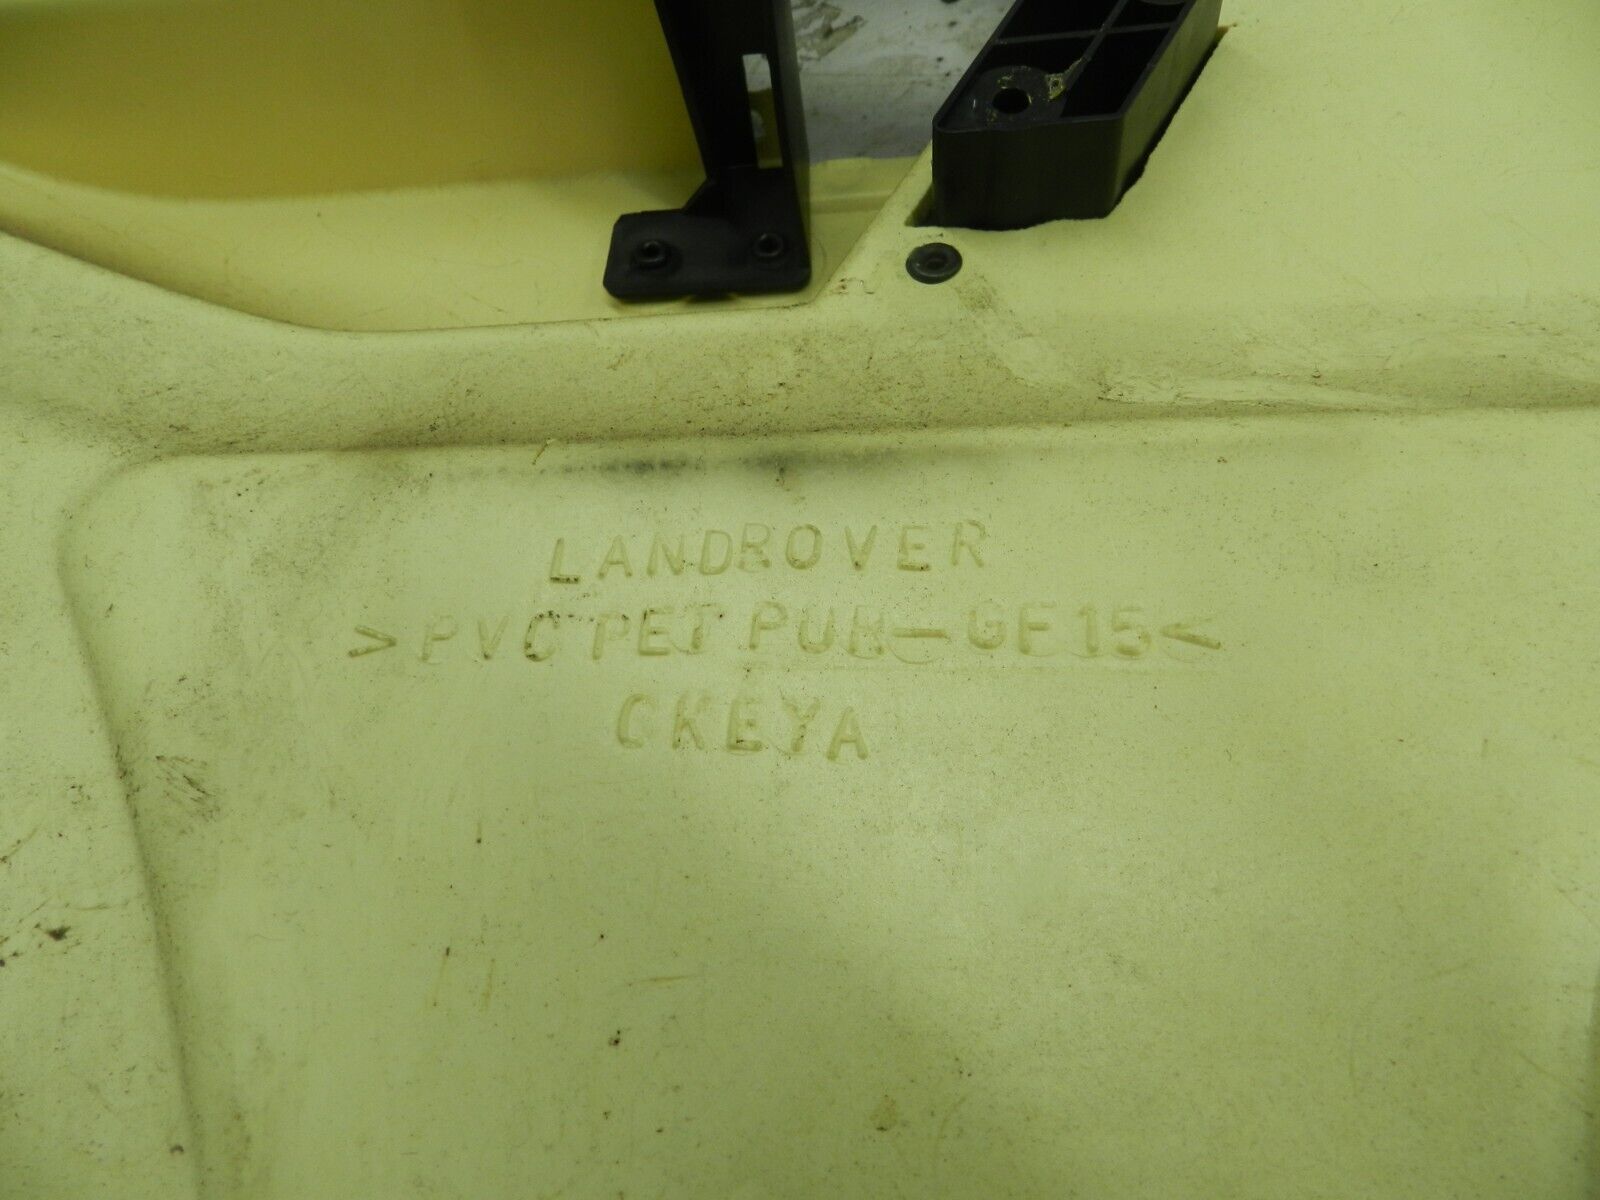 LANDROVER
>PVC PET PUR-GF15<
CKEYA